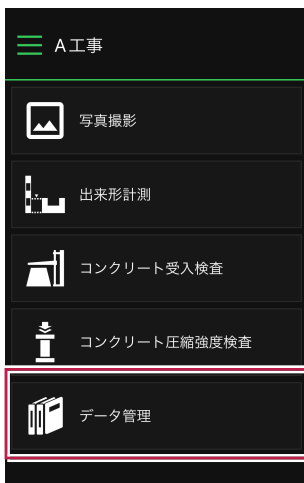 A工事
写真撮影
出来形計測
コンクリート受入検査
コンクリート圧縮強度検査
データ管理